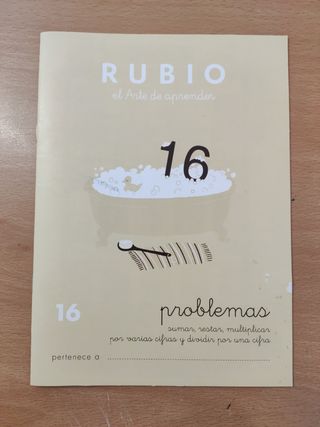 RUBIO
el Arte de aprender
16
16
problemas
sumar, restar, multiplicar
por varias cifras y dividir por una cifra
pertenece a